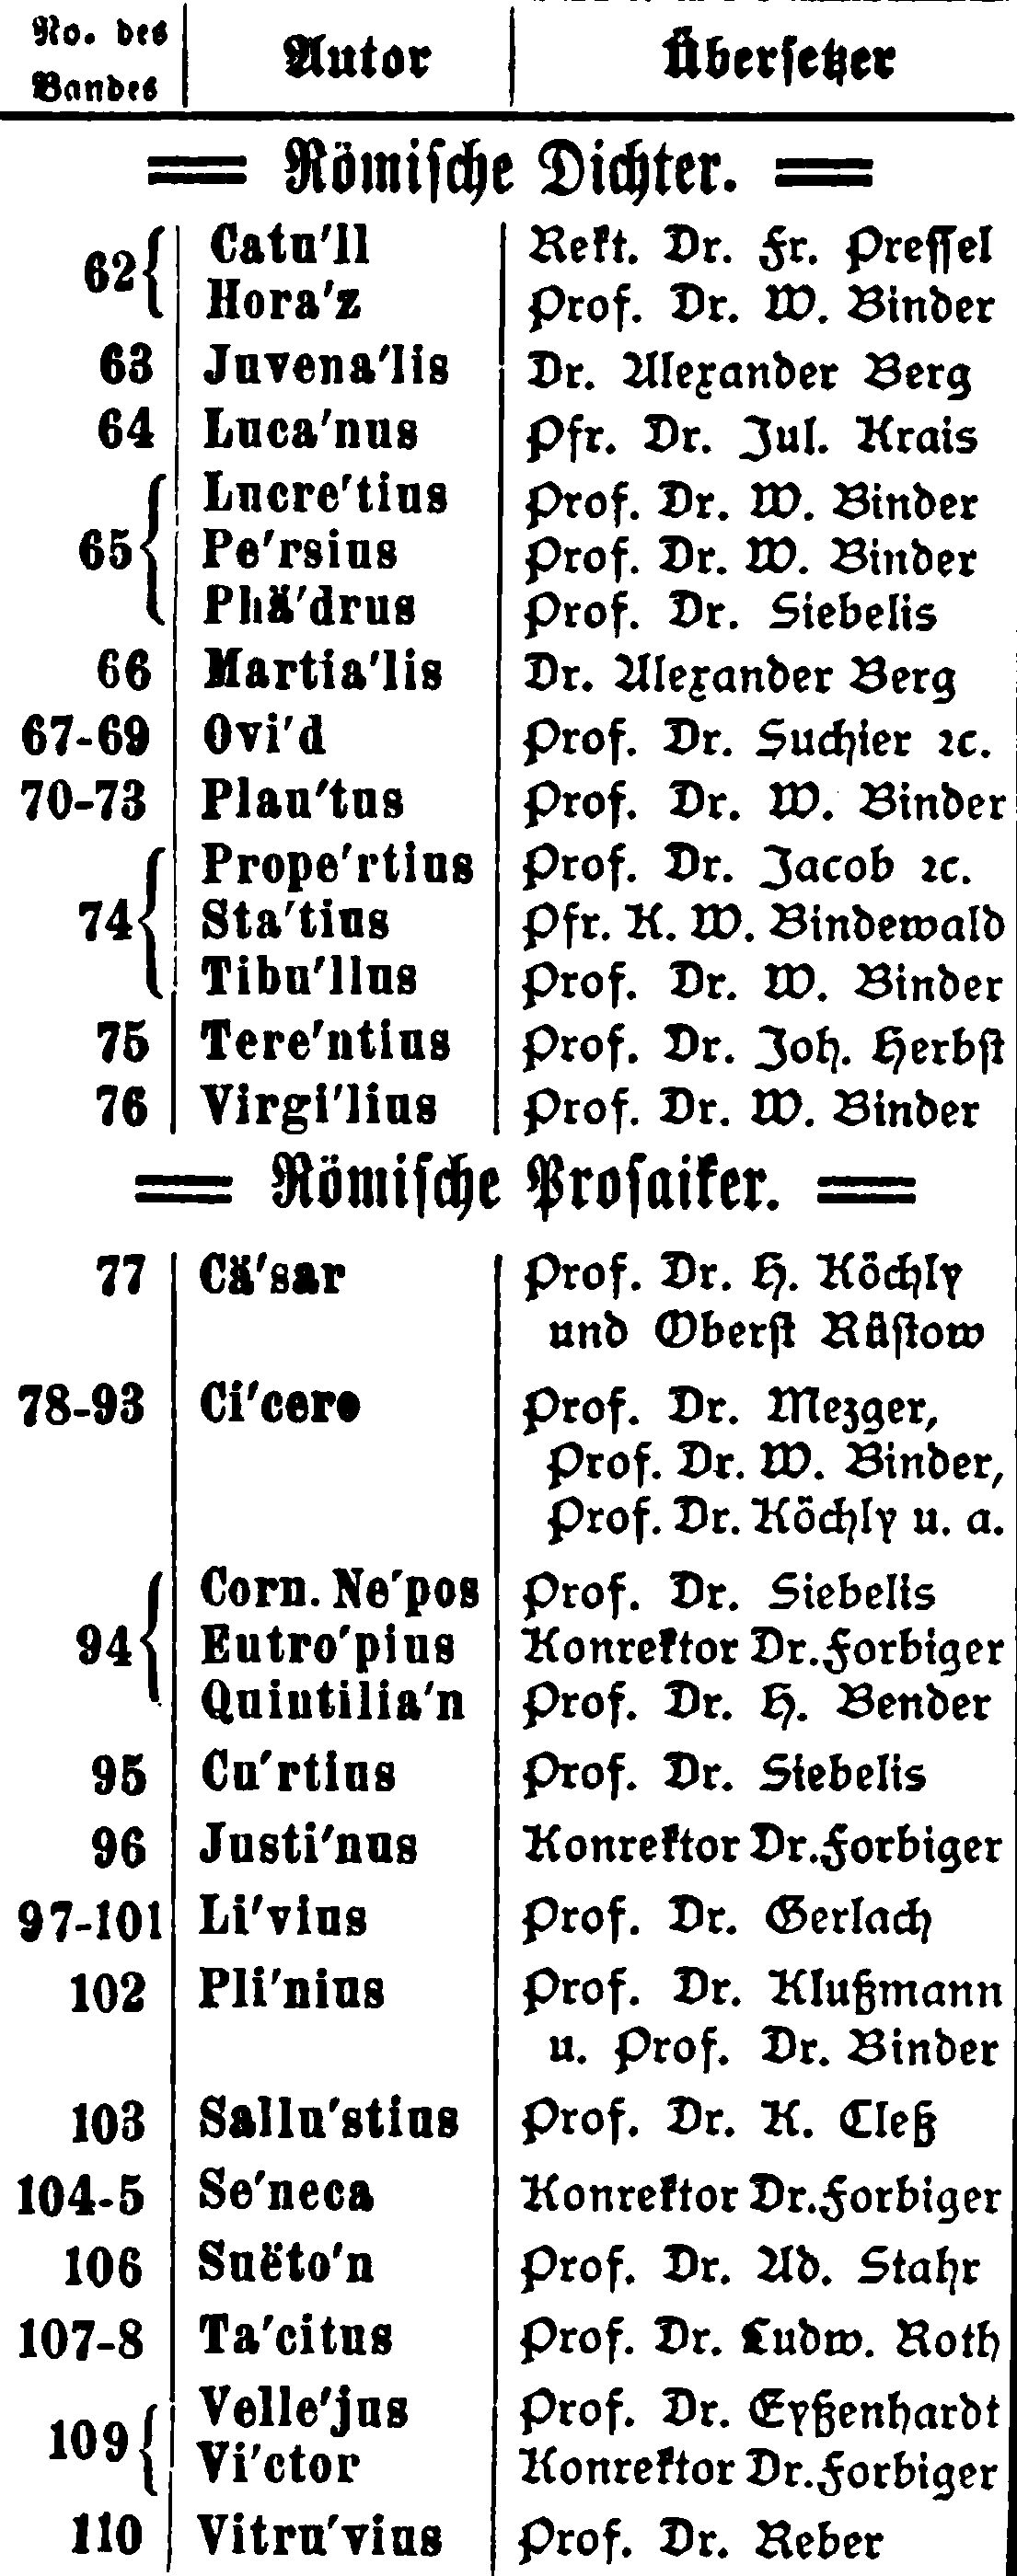 No. des Bandes Autor Übersetzer
Römische Dichter.
62 Catu'll Rekt. Dr. Fr. Pressel
Hora'z Prof. Dr. W. Binder
63 Juvena'lis Dr. Alexander Berg
64 Luca'nus Pfr. Dr. Jul. Krais
Lucre'tius Prof. Dr. W. Binder
65 Pe'rsius Prof. Dr. W. Binder
Phä'drus Prof. Dr. Siebelis
66 Martia'lis Dr. Alexander Berg
67-69 Ovi'd Prof. Dr. Suchier ꝛc.
70-73 Plau'tus Prof. Dr. W. Binder
Prope'rtius Prof. Dr. Jacob ꝛc.
74 Sta'tius Pfr. K. W. Bindewald
Tibu'llus Prof. Dr. W. Binder
75 Tere'ntius Prof. Dr. Joh. Herbst
76 Virgi'lius Prof. Dr. W. Binder
Römische Prosaiker.
77 Cä'sar Prof. Dr. H. Köchly
und Oberst Rüstow
78-93 Ci'cero Prof. Dr. Mezger,
Prof. Dr. W. Binder,
Prof. Dr. Köchly u. a.
Corn. Ne'pos Prof. Dr. Siebelis
94 Eutro'pius Konrektor Dr. Forbiger
Quintilia'n Prof. Dr. H. Bender
95 Cu'rtius Prof. Dr. Siebelis
96 Justi'nus Konrektor Dr. Forbiger
97-101 Li'vius Prof. Dr. Gerlach
102 Pli'nius Prof. Dr. Klußmann
u. Prof. Dr. Binder
103 Sallu'stius Prof. Dr. K. Cleß
104-5 Se'neca Konrektor Dr. Forbiger
106 Suëto'n Prof. Dr. Ad. Stahr
107-8 Ta'citus Prof. Dr. Ludw. Roth
109 Velle'jus Prof. Dr. Eyßenhardt
Vi'ctor Konrektor Dr. Forbiger
110 Vitru'vius Prof. Dr. Reber